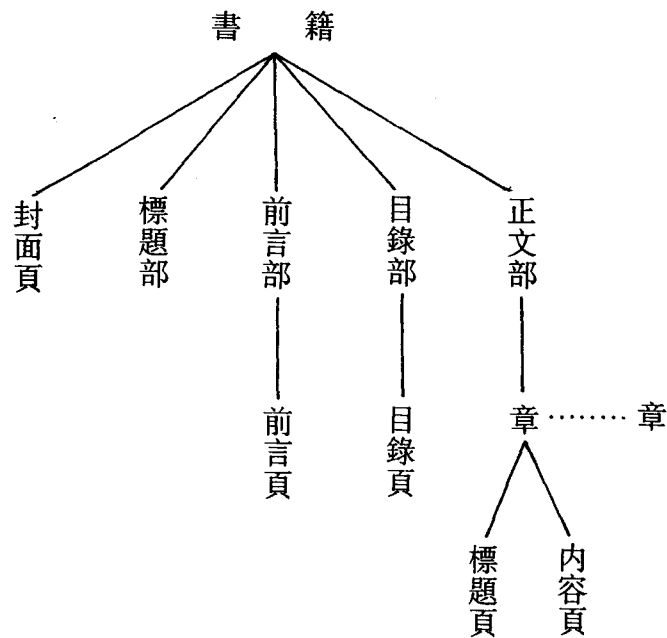 書籍
封面頁
標題部
前言部
目錄部
正文部
前言頁
目錄頁
章………章
標題頁
內容頁